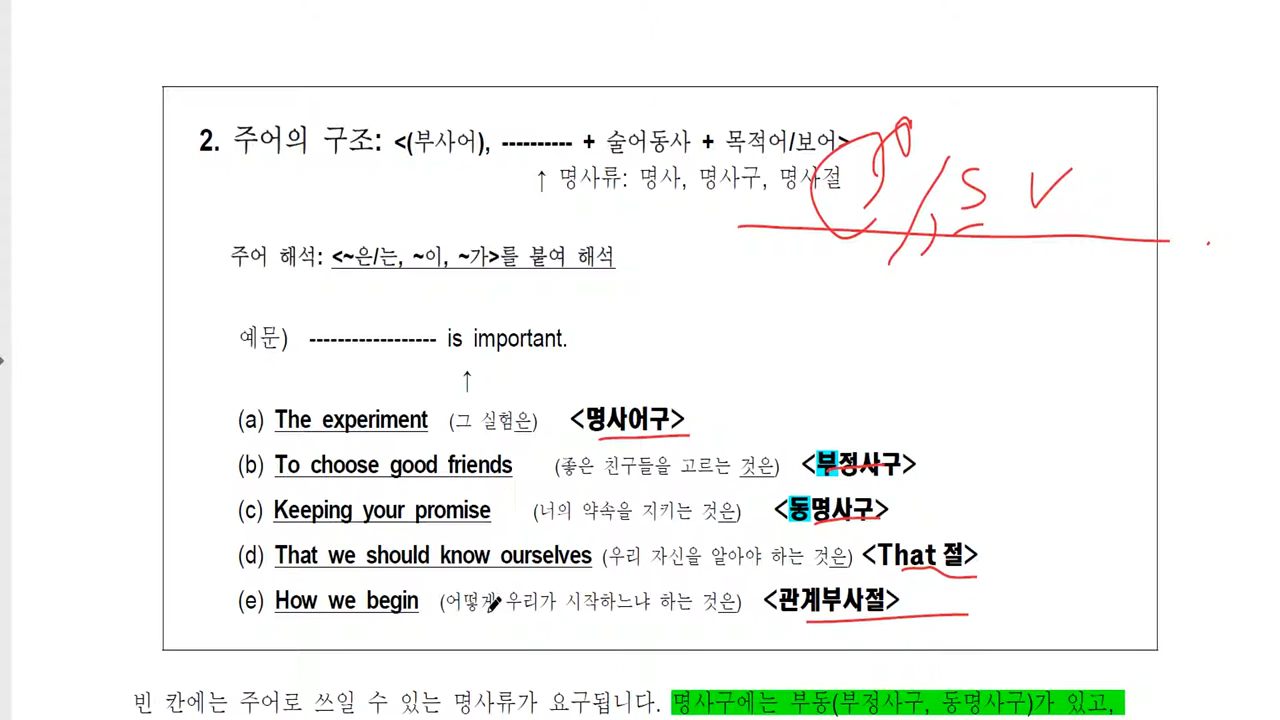 2. 주어의 구조: <(부사어), ---------- + 술어동사 + 목적어/보어>
↑ 명사류: 명사, 명사구, 명사절
S V
주어 해석: <~은/는, ~이, ~가>를 붙여 해석
예문) ------------------ is important.
↑
(a) The experiment (그 실험은) <명사어구>
(b) To choose good friends (좋은 친구들을 고르는 것은) <부정사구>
(c) Keeping your promise (너의 약속을 지키는 것은) <동명사구>
(d) That we should know ourselves (우리 자신을 알아야 하는 것은) <That 절>
(e) How we begin (어떻게 우리가 시작하느냐 하는 것은) <관계부사절>
빈 칸에는 주어로 쓰일 수 있는 명사류가 요구됩니다. 명사구에는 부동(부정사구, 동명사구)가 있고,